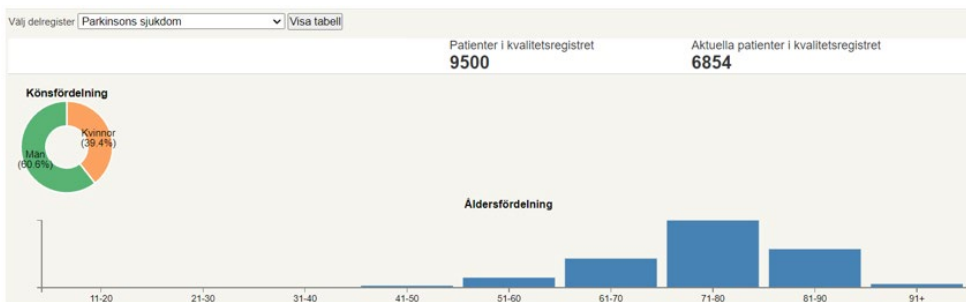 Välj delregister Parkinsons sjukdom Visa tabell
Patienter i kvalitetsregistret Aktuella patienter i kvalitetsregistret
9500 6854
Könsfördelning
Kvinnor
(39.4%)
Män
(60.6%)
Åldersfördelning
11-20 21-30 31-40 41-50 51-60 61-70 71-80 81-90 91+